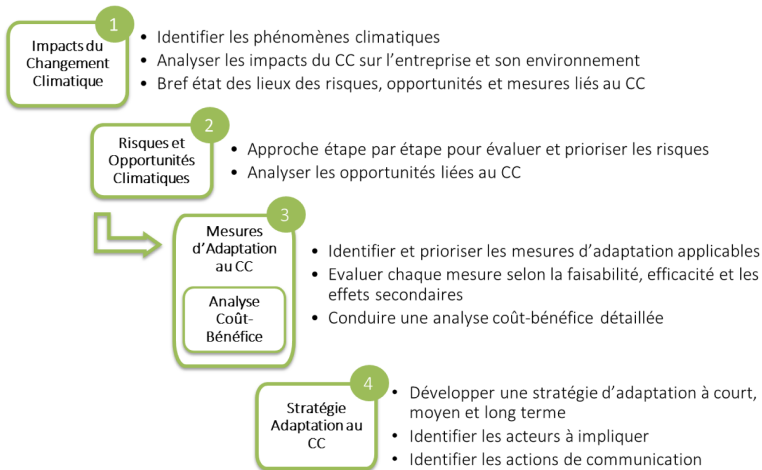 1
Impacts du
Changement
Climatique
• Identifier les phénomènes climatiques
• Analyser les impacts du CC sur l'entreprise et son environnement
• Bref état des lieux des risques, opportunités et mesures liés au CC
2
Risques et
Opportunités
Climatiques
• Approche étape par étape pour évaluer et prioriser les risques
• Analyser les opportunités liées au CC
3
Mesures
d'Adaptation
au CC
Analyse
Coût-
Bénéfice
• Identifier et prioriser les mesures d'adaptation applicables
• Evaluer chaque mesure selon la faisabilité, efficacité et les
effets secondaires
• Conduire une analyse coût-bénéfice détaillée
4
Stratégie
Adaptation au
CC
• Développer une stratégie d'adaptation à court,
moyen et long terme
• Identifier les acteurs à impliquer
• Identifier les actions de communication